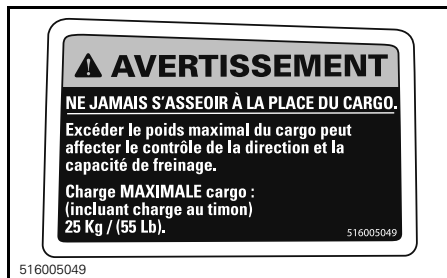 AVERTISSEMENT
NE JAMAIS S'ASSEOIR À LA PLACE DU CARGO.
Excéder le poids maximal du cargo peut
affecter le contrôle de la direction et la
capacité de freinage.
Charge MAXIMALE cargo :
(incluant charge au timon)
25 Kg / (55 Lb).
516005049
516005049